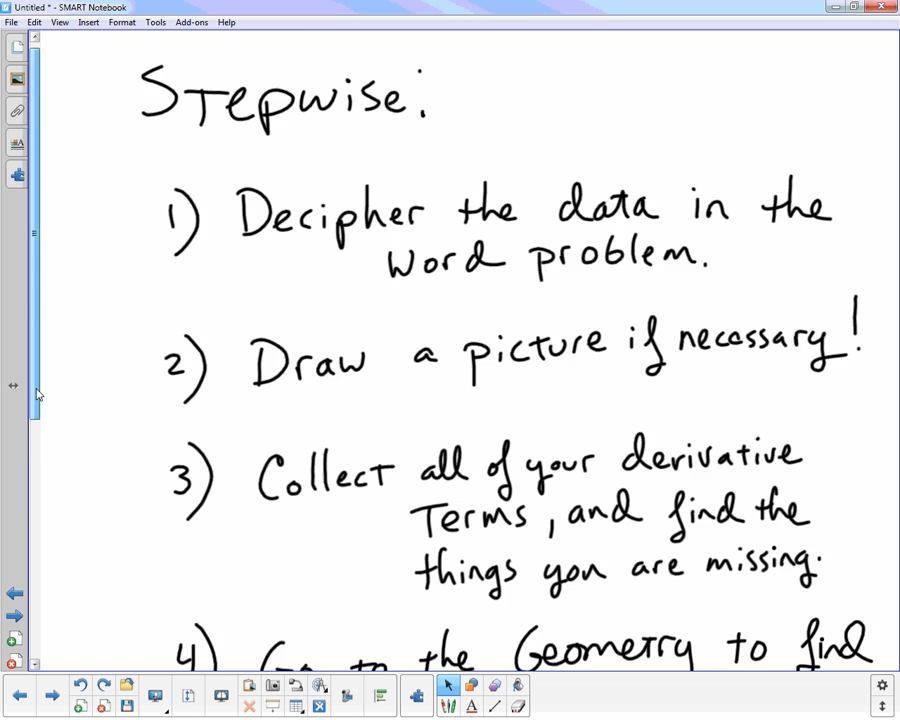 Untitled * - SMART Notebook
File Edit View Insert Format Tools Add-ons Help
Stepwise:
1) Decipher the data in the
word problem.
2) Draw a picture if necessary!
3) Collect all of your derivative
Terms, and find the
things you are missing.
4) Go to the Geometry to find